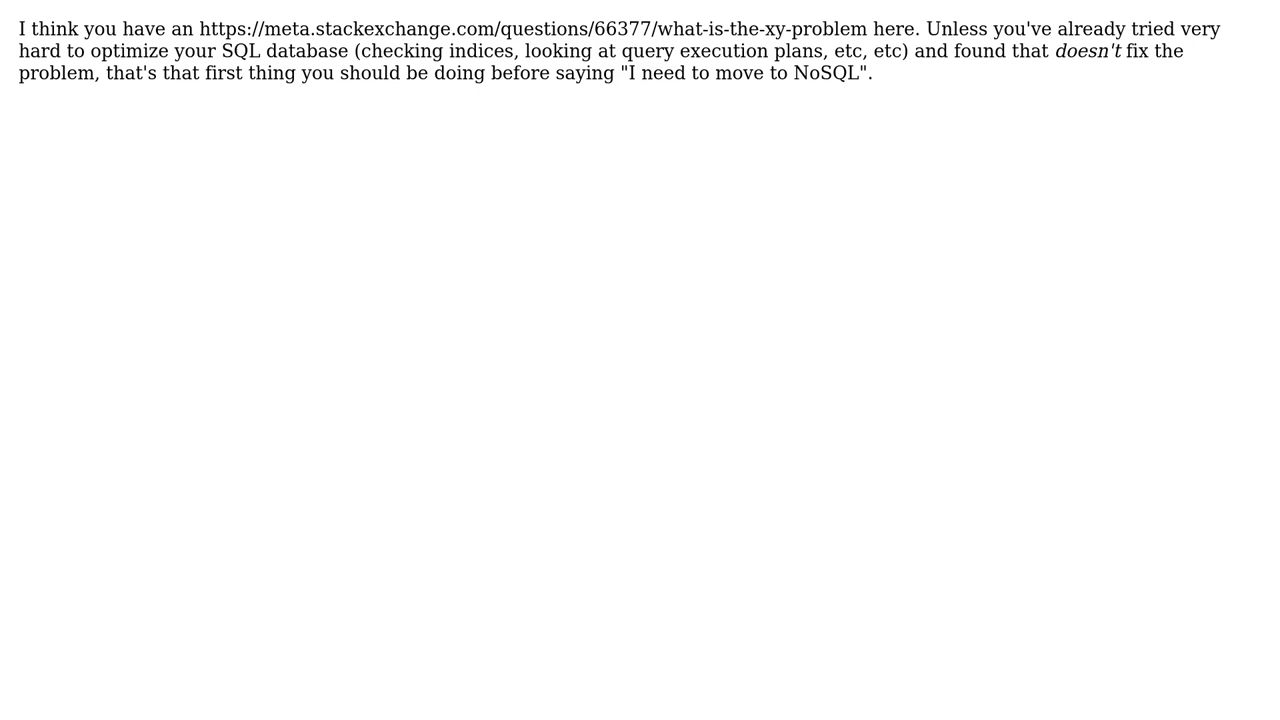 I think you have an https://meta.stackexchange.com/questions/66377/what-is-the-xy-problem here. Unless you've already tried very
hard to optimize your SQL database (checking indices, looking at query execution plans, etc, etc) and found that doesn't fix the
problem, that's that first thing you should be doing before saying "I need to move to NoSQL".